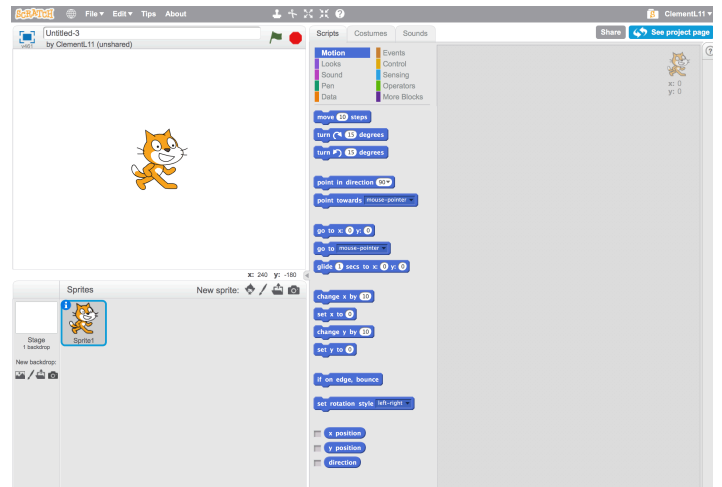 SCRATCH File▾ Edit▾ Tips About ClementL11▾
Untitled-3
by ClementL11 (unshared)
Scripts Costumes Sounds
Share See project page
Motion Events
Looks Control
Sound Sensing
Pen Operators
Data More Blocks
x: 0
y: 0
move 10 steps
turn 15 degrees
turn 15 degrees
point in direction 90▾
point towards mouse-pointer
go to x: 0 y: 0
go to mouse-pointer
glide 1 secs to x: 0 y: 0
change x by 10
set x to 0
change y by 10
set y to 0
if on edge, bounce
set rotation style left-right
x position
y position
direction
x: 240 y: -180
Sprites New sprite:
Stage
1 backdrop
Sprite1
New backdrop: